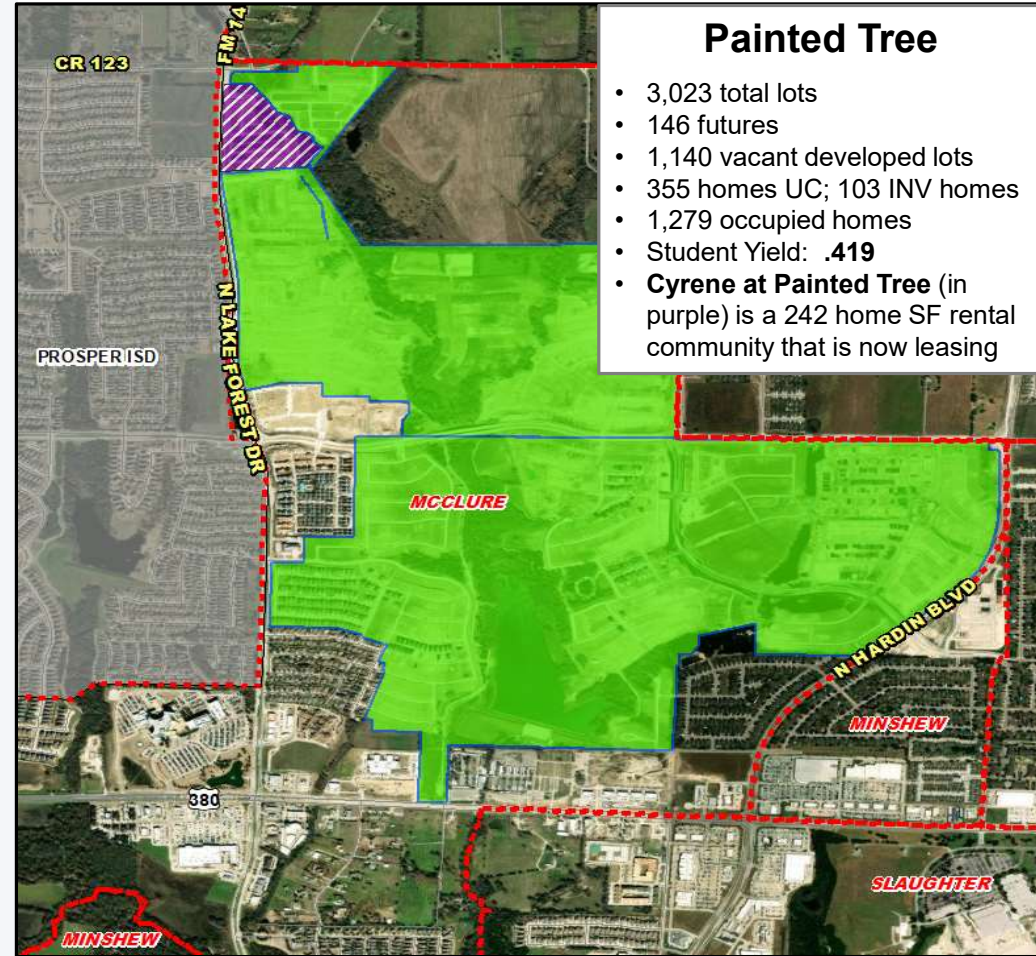 Painted Tree
• 3,023 total lots
• 146 futures
• 1,140 vacant developed lots
• 355 homes UC; 103 INV homes
• 1,279 occupied homes
• Student Yield: .419
• Cyrene at Painted Tree (in
purple) is a 242 home SF rental
community that is now leasing
CR 123
FM 14
PROSPER ISD
N LAKE FOREST DR
MCCLURE
N HARDIN BLVD
MINSHEW
380
SLAUGHTER
MINSHEW